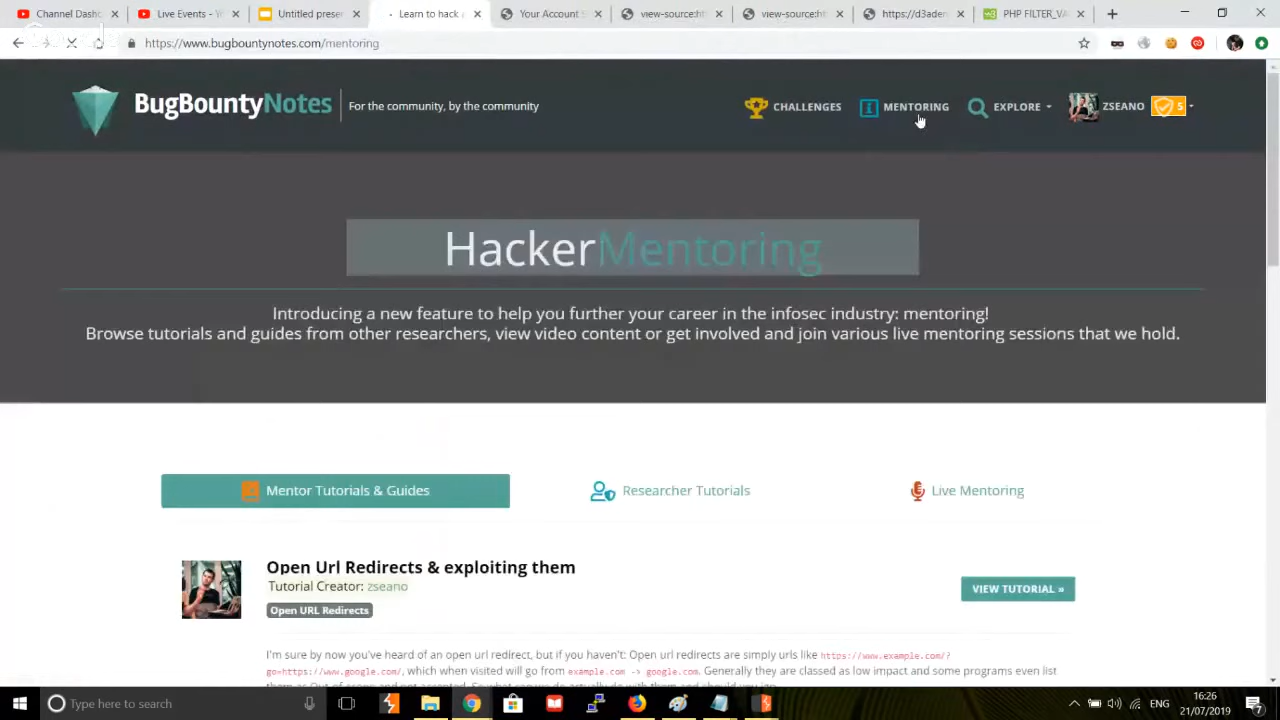 Channel Dashbo
Live Events - Y
Untitled presen
Learn to hack
Your Account S
view-source:htt
view-source:htt
https://d3aden
PHP FILTER_VA
https://www.bugbountynotes.com/mentoring
BugBountyNotes
For the community, by the community
CHALLENGES
MENTORING
EXPLORE
ZSEANO
5
HackerMentoring
Introducing a new feature to help you further your career in the infosec industry: mentoring!
Browse tutorials and guides from other researchers, view video content or get involved and join various live mentoring sessions that we hold.
Mentor Tutorials & Guides
Researcher Tutorials
Live Mentoring
Open Url Redirects & exploiting them
Tutorial Creator: zseano
VIEW TUTORIAL »
Open URL Redirects
I'm sure by now you've heard of an open url redirect, but if you haven't: Open url redirects are simply urls like https://www.example.com/?
go=https://www.google.com/, which when visited will go from example.com -> google.com. Generally they are classed as low impact and some programs even list
Type here to search
ENG
16:26
21/07/2019
7